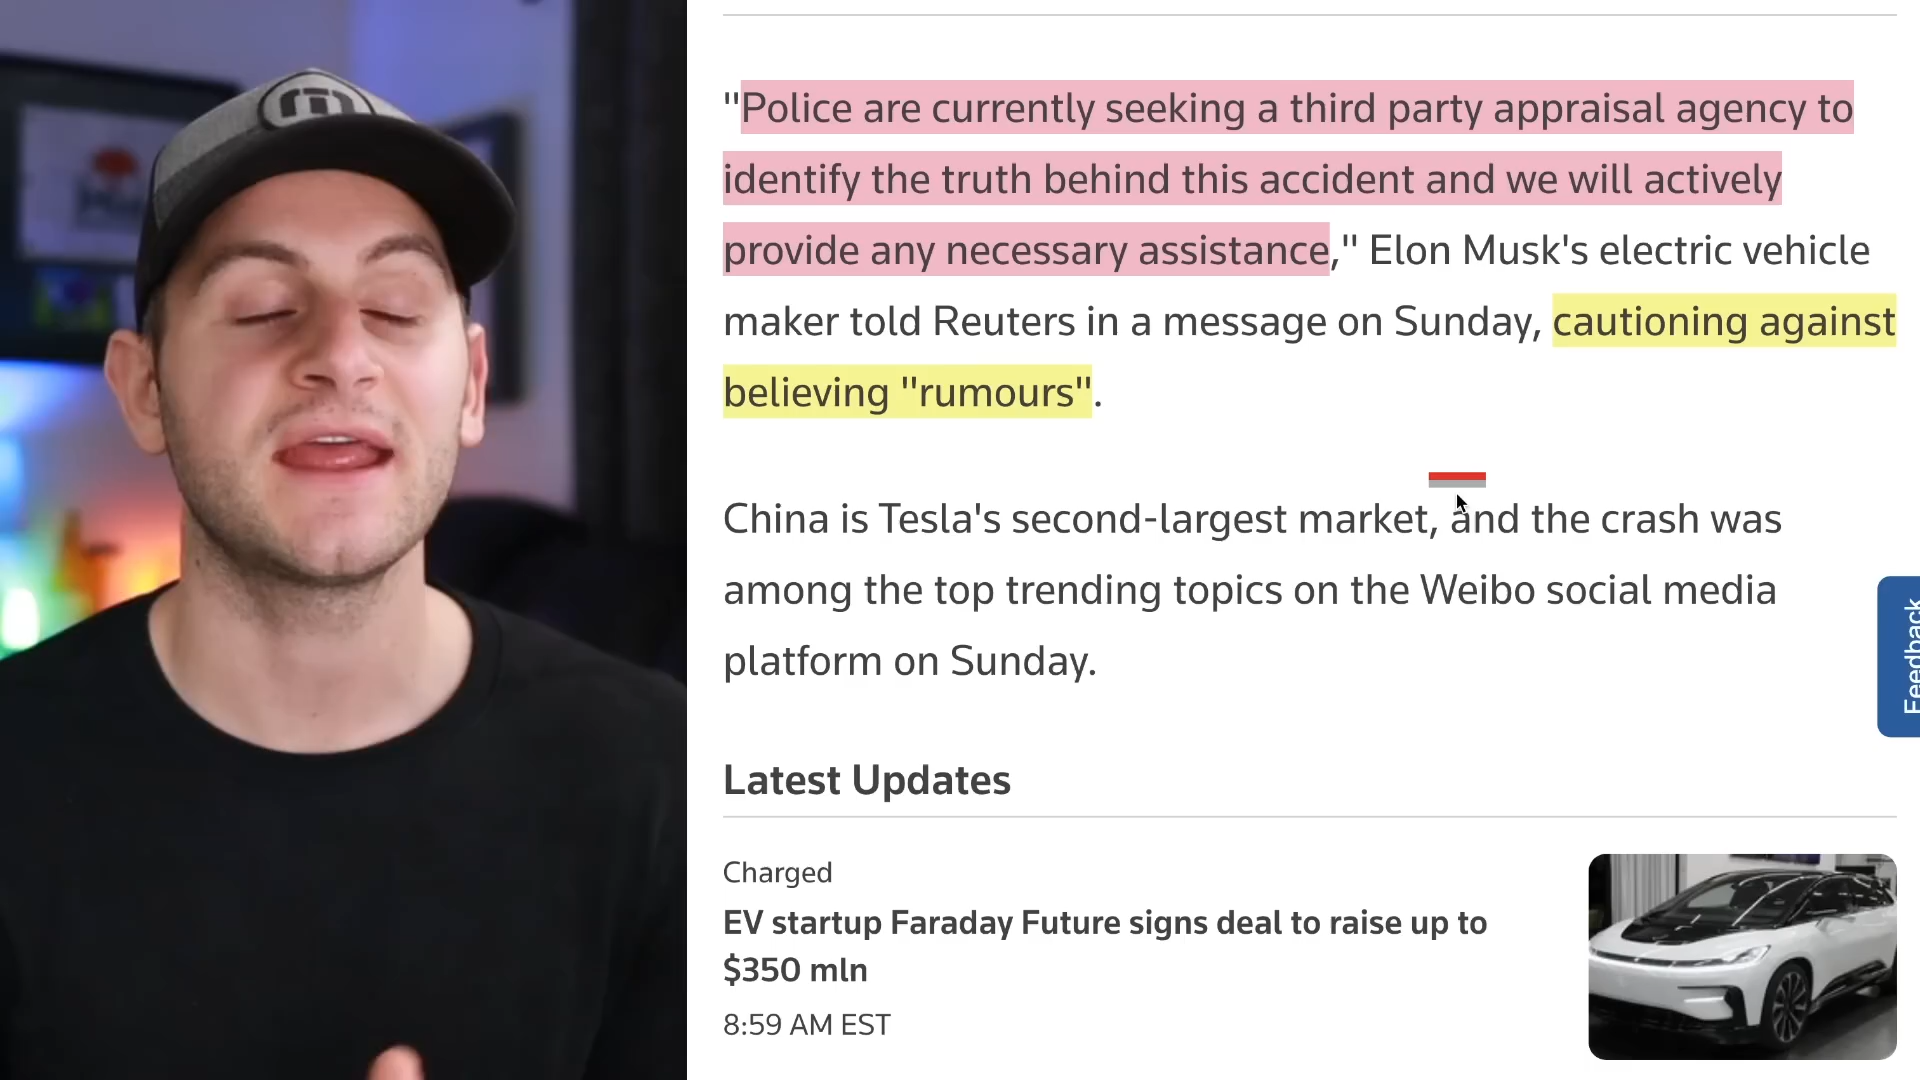 "Police are currently seeking a third party appraisal agency to
identify the truth behind this accident and we will actively
provide any necessary assistance," Elon Musk's electric vehicle
maker told Reuters in a message on Sunday, cautioning against
believing "rumours".
China is Tesla's second-largest market, and the crash was
among the top trending topics on the Weibo social media
platform on Sunday.
Feedback
Latest Updates
Charged
EV startup Faraday Future signs deal to raise up to
$350 mln
8:59 AM EST